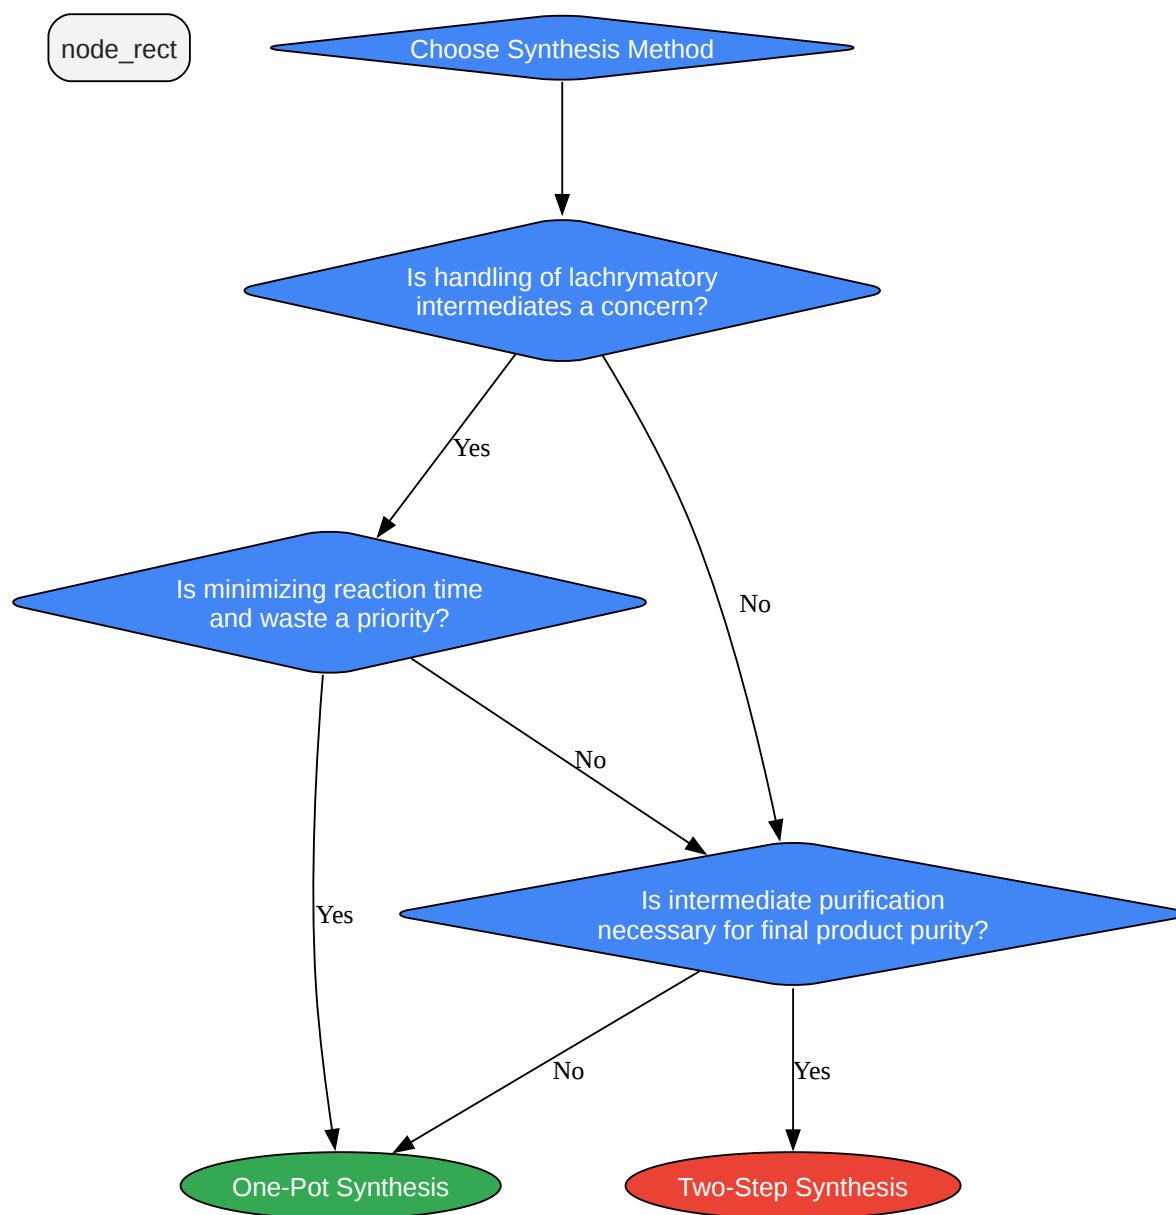 node_rect
Choose Synthesis Method
Is handling of lachrymatory
intermediates a concern?
Yes
Is minimizing reaction time
and waste a priority?
No
No
Is intermediate purification
necessary for final product purity?
Yes
No
Yes
One-Pot Synthesis
Two-Step Synthesis